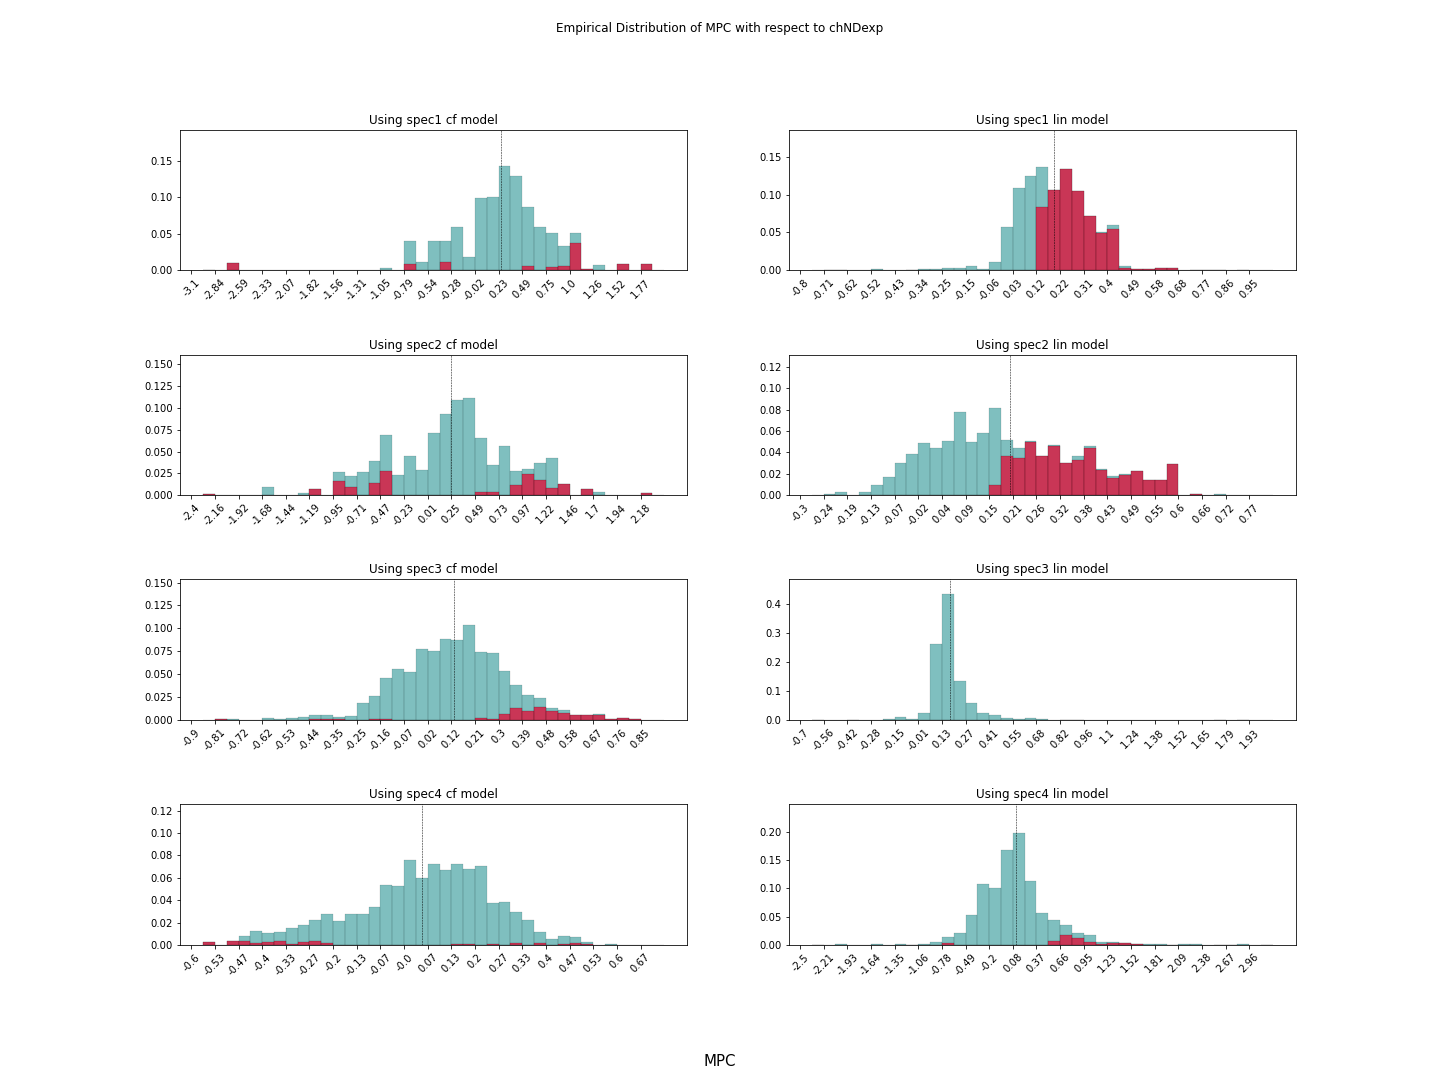 Empirical Distribution of MPC with respect to chNDexp
Using spec1 cf model
0.15
0.10
0.05
0.00
-3.1 -2.84 -2.59 -2.33 -2.07 -1.82 -1.56 -1.31 -1.05 -0.79 -0.54 -0.28 -0.02 0.23 0.49 0.75 1.0 1.26 1.52 1.77
Using spec1 lin model
0.15
0.10
0.05
0.00
-0.8 -0.71 -0.62 -0.52 -0.43 -0.34 -0.25 -0.15 -0.06 0.03 0.12 0.22 0.31 0.4 0.49 0.58 0.68 0.77 0.86 0.95
Using spec2 cf model
0.150
0.125
0.100
0.075
0.050
0.025
0.000
-2.4 -2.16 -1.92 -1.68 -1.44 -1.19 -0.95 -0.71 -0.47 -0.23 0.01 0.25 0.49 0.73 0.97 1.22 1.46 1.7 1.94 2.18
Using spec2 lin model
0.12
0.10
0.08
0.06
0.04
0.02
0.00
-0.3 -0.24 -0.19 -0.13 -0.07 -0.02 0.04 0.09 0.15 0.21 0.26 0.32 0.38 0.43 0.49 0.55 0.6 0.66 0.72 0.77
Using spec3 cf model
0.150
0.125
0.100
0.075
0.050
0.025
0.000
-0.9 -0.81 -0.72 -0.62 -0.53 -0.44 -0.35 -0.25 -0.16 -0.07 0.02 0.12 0.21 0.3 0.39 0.48 0.58 0.67 0.76 0.85
Using spec3 lin model
0.4
0.3
0.2
0.1
0.0
-0.7 -0.56 -0.42 -0.28 -0.15 -0.01 0.13 0.27 0.41 0.55 0.68 0.82 0.96 1.1 1.24 1.38 1.52 1.65 1.79 1.93
Using spec4 cf model
0.12
0.10
0.08
0.06
0.04
0.02
0.00
-0.6 -0.53 -0.47 -0.4 -0.33 -0.27 -0.2 -0.13 -0.07 -0.0 0.07 0.13 0.2 0.27 0.33 0.4 0.47 0.53 0.6 0.67
Using spec4 lin model
0.20
0.15
0.10
0.05
0.00
-2.5 -2.21 -1.93 -1.64 -1.35 -1.06 -0.78 -0.49 -0.2 0.08 0.37 0.66 0.95 1.23 1.52 1.81 2.09 2.38 2.67 2.96
MPC